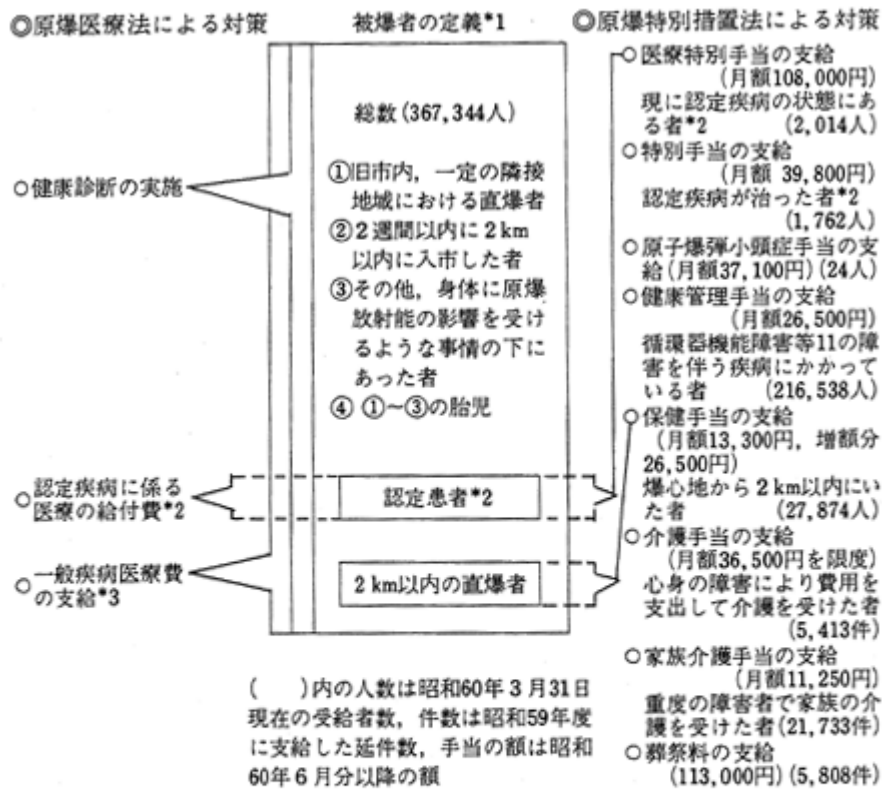 ◎原爆医療法による対策
○健康診断の実施
○認定疾病に係る
医療の給付費*2
○一般疾病医療費
の支給*3
被爆者の定義*1
総数(367,344人)
①旧市内，一定の隣接
地域における直爆者
②2週間以内に2km
以内に入市した者
③その他，身体に原爆
放射能の影響を受け
るような事情の下に
あった者
④ ①～③の胎児
認定患者*2
2km以内の直爆者
(　　)内の人数は昭和60年3月31日
現在の受給者数，件数は昭和59年度
に支給した延件数，手当の額は昭和
60年6月分以降の額
◎原爆特別措置法による対策
○医療特別手当の支給
(月額108,000円)
現に認定疾病の状態にあ
る者*2 (2,014人)
○特別手当の支給
(月額 39,800円)
認定疾病が治った者*2
(1,762人)
○原子爆弾小頭症手当の支
給(月額37,100円)(24人)
○健康管理手当の支給
(月額26,500円)
循環器機能障害等11の障
害を伴う疾病にかかって
いる者 (216,538人)
○保健手当の支給
(月額13,300円，増額分
26,500円)
爆心地から2km以内にい
た者 (27,874人)
○介護手当の支給
(月額36,500円を限度)
心身の障害により費用を
支出して介護を受けた者
(5,413件)
○家族介護手当の支給
(月額11,250円)
重度の障害者で家族の介
護を受けた者(21,733件)
○葬祭料の支給
(113,000円)(5,808件)